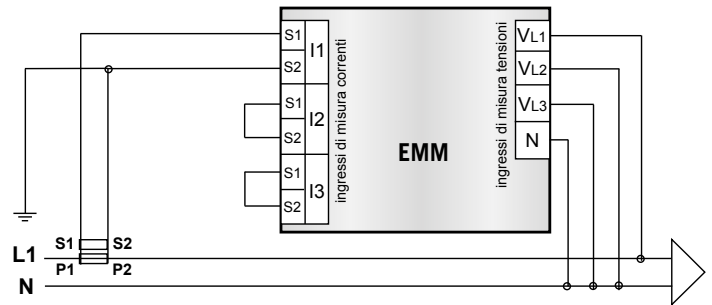 S1
S2
I1
S1
S2
I2
S1
S2
I3
ingressi di misura correnti
EMM
ingressi di misura tensioni
VL1
VL2
VL3
N
S1 S2
L1
P1 P2
N